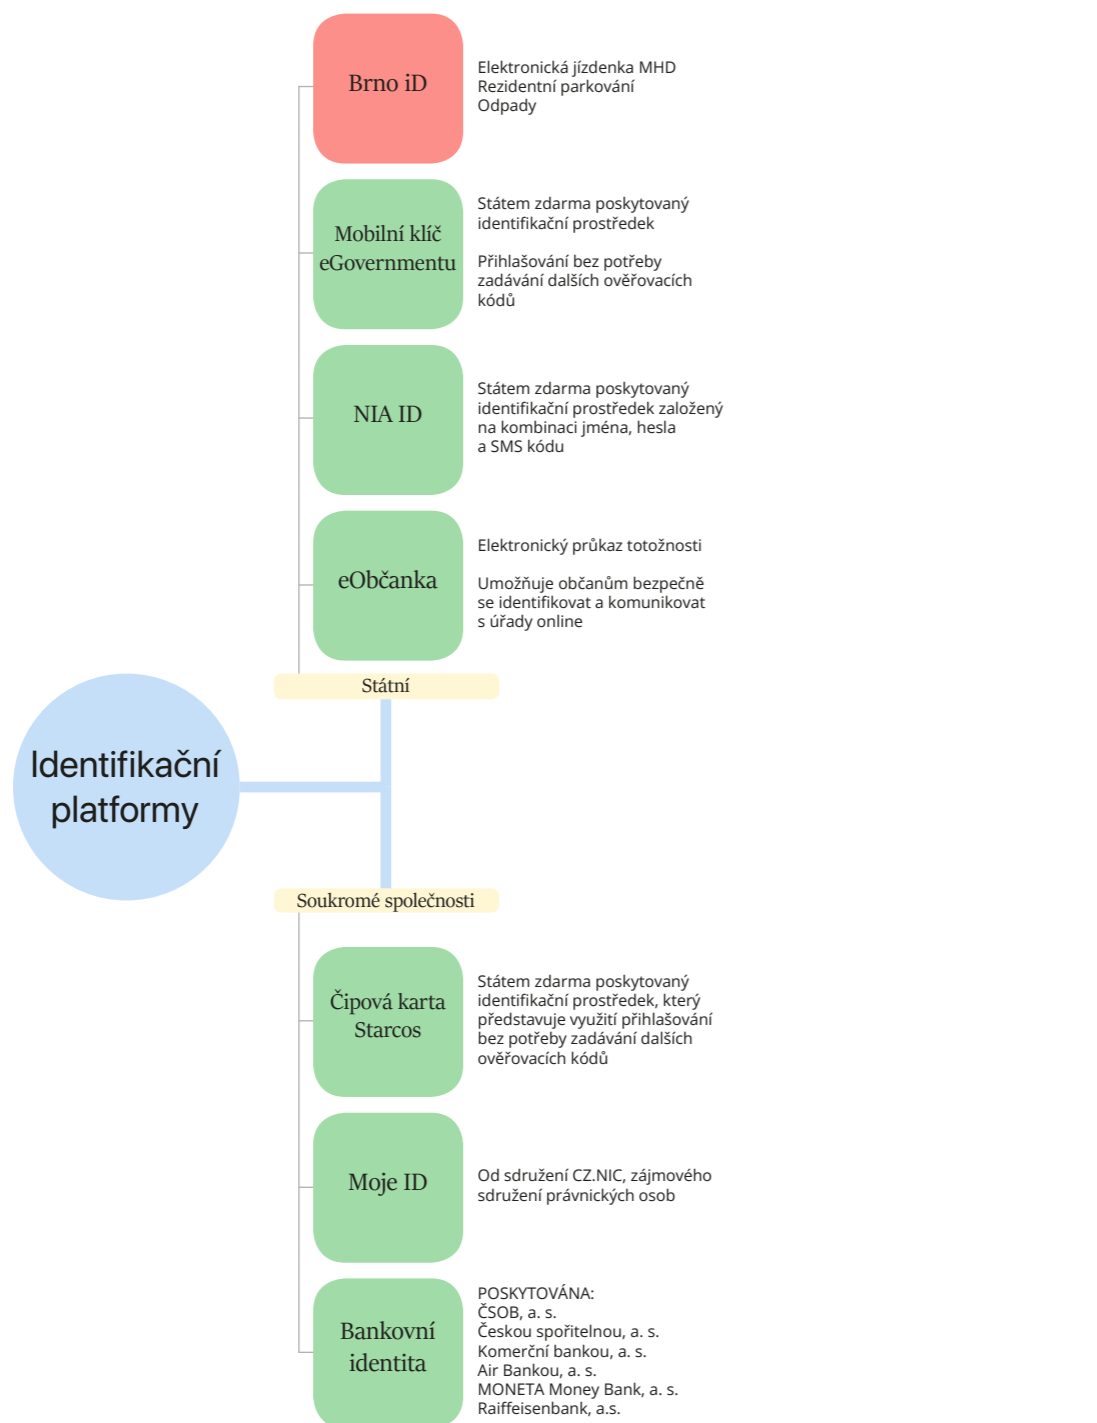 Brno iD
Elektronická jízdenka MHD
Rezidentní parkování
Odpady
Mobilní klíč
eGovernmentu
Státem zdarma poskytovaný
identifikační prostředek
Přihlašování bez potřeby
zadávání dalších ověřovacích
kódů
NIA ID
Státem zdarma poskytovaný
identifikační prostředek založený
na kombinaci jména, hesla
a SMS kódu
eObčanka
Elektronický průkaz totožnosti
Umožňuje občanům bezpečně
se identifikovat a komunikovat
s úřady online
Státní
Identifikační
platformy
Soukromé společnosti
Čipová karta
Starcos
Státem zdarma poskytovaný
identifikační prostředek, který
představuje využití přihlašování
bez potřeby zadávání dalších
ověřovacích kódů
Moje ID
Od sdružení CZ.NIC, zájmového
sdružení právnických osob
Bankovní
identita
POSKYTOVÁNA:
ČSOB, a. s.
Českou spořitelnou, a. s.
Komerční bankou, a. s.
Air Bankou, a. s.
MONETA Money Bank, a. s.
Raiffeisenbank, a.s.